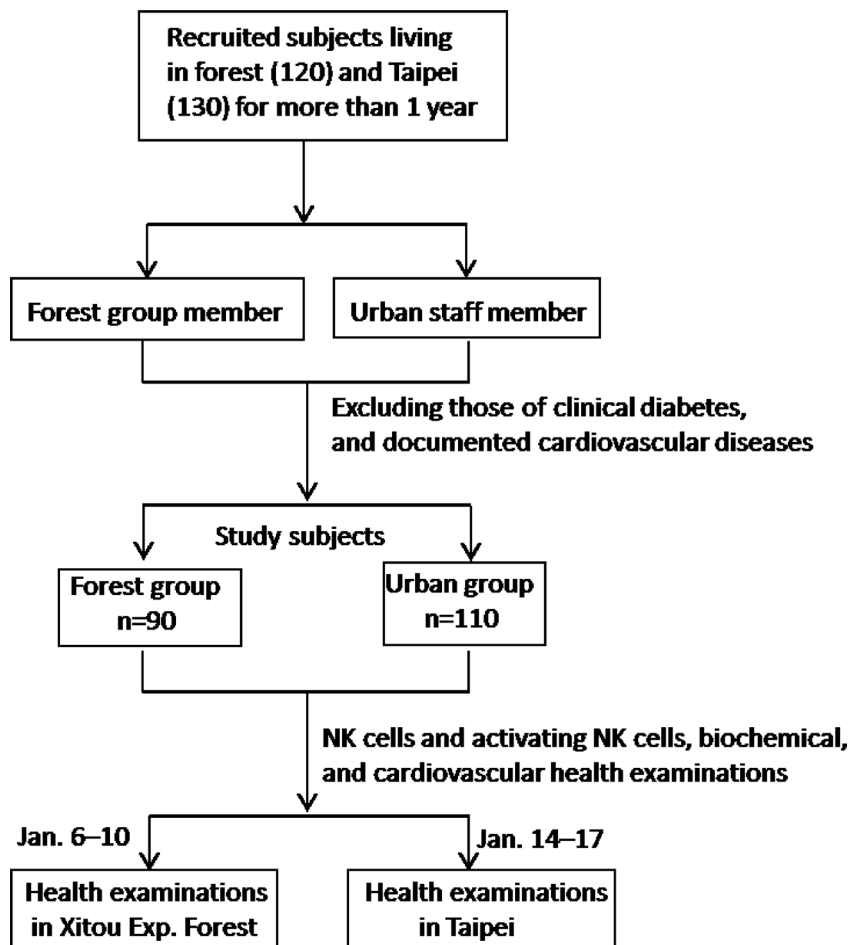 Recruited subjects living
in forest (120) and Taipei
(130) for more than 1 year
Forest group member
Urban staff member
Excluding those of clinical diabetes,
and documented cardiovascular diseases
Study subjects
Forest group
n=90
Urban group
n=110
NK cells and activating NK cells, biochemical,
and cardiovascular health examinations
Jan. 6–10
Jan. 14–17
Health examinations
in Xitou Exp. Forest
Health examinations
in Taipei